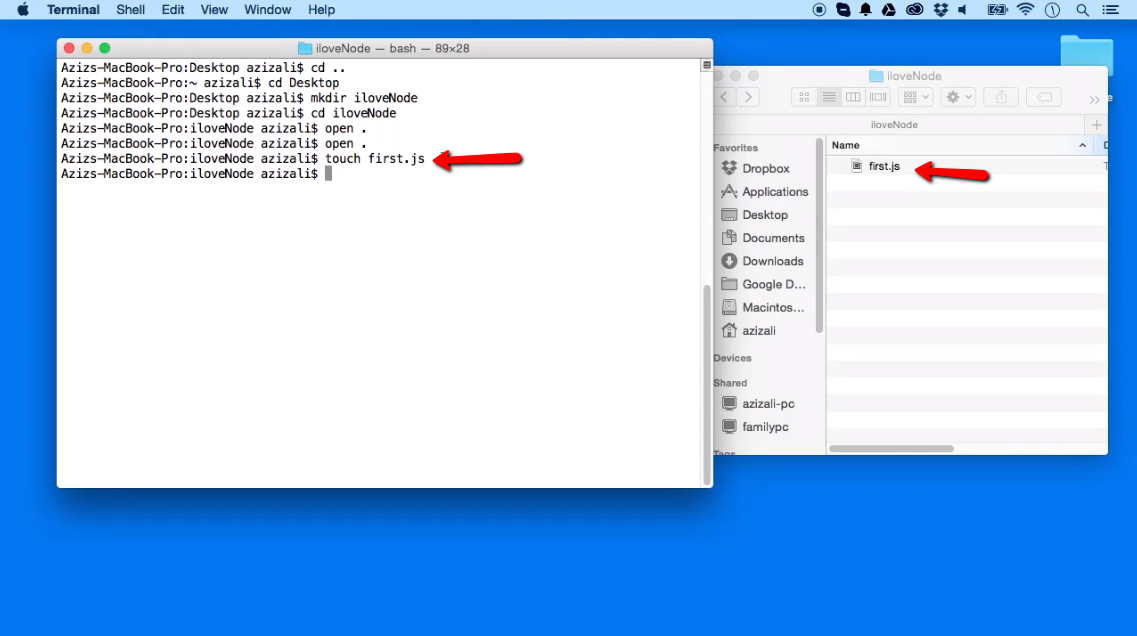 Terminal Shell Edit View Window Help
iloveNode — bash — 89×28
Azizs-MacBook-Pro:Desktop azizali$ cd ..
Azizs-MacBook-Pro:~ azizali$ cd Desktop
Azizs-MacBook-Pro:Desktop azizali$ mkdir iloveNode
Azizs-MacBook-Pro:Desktop azizali$ cd iloveNode
Azizs-MacBook-Pro:iloveNode azizali$ open .
Azizs-MacBook-Pro:iloveNode azizali$ open .
Azizs-MacBook-Pro:iloveNode azizali$ touch first.js
Azizs-MacBook-Pro:iloveNode azizali$
iloveNode
iloveNode
Favorites
Dropbox
Applications
Desktop
Documents
Downloads
Google D...
Macintos...
azizali
Devices
Shared
azizali-pc
familypc
Tags
Name
first.js